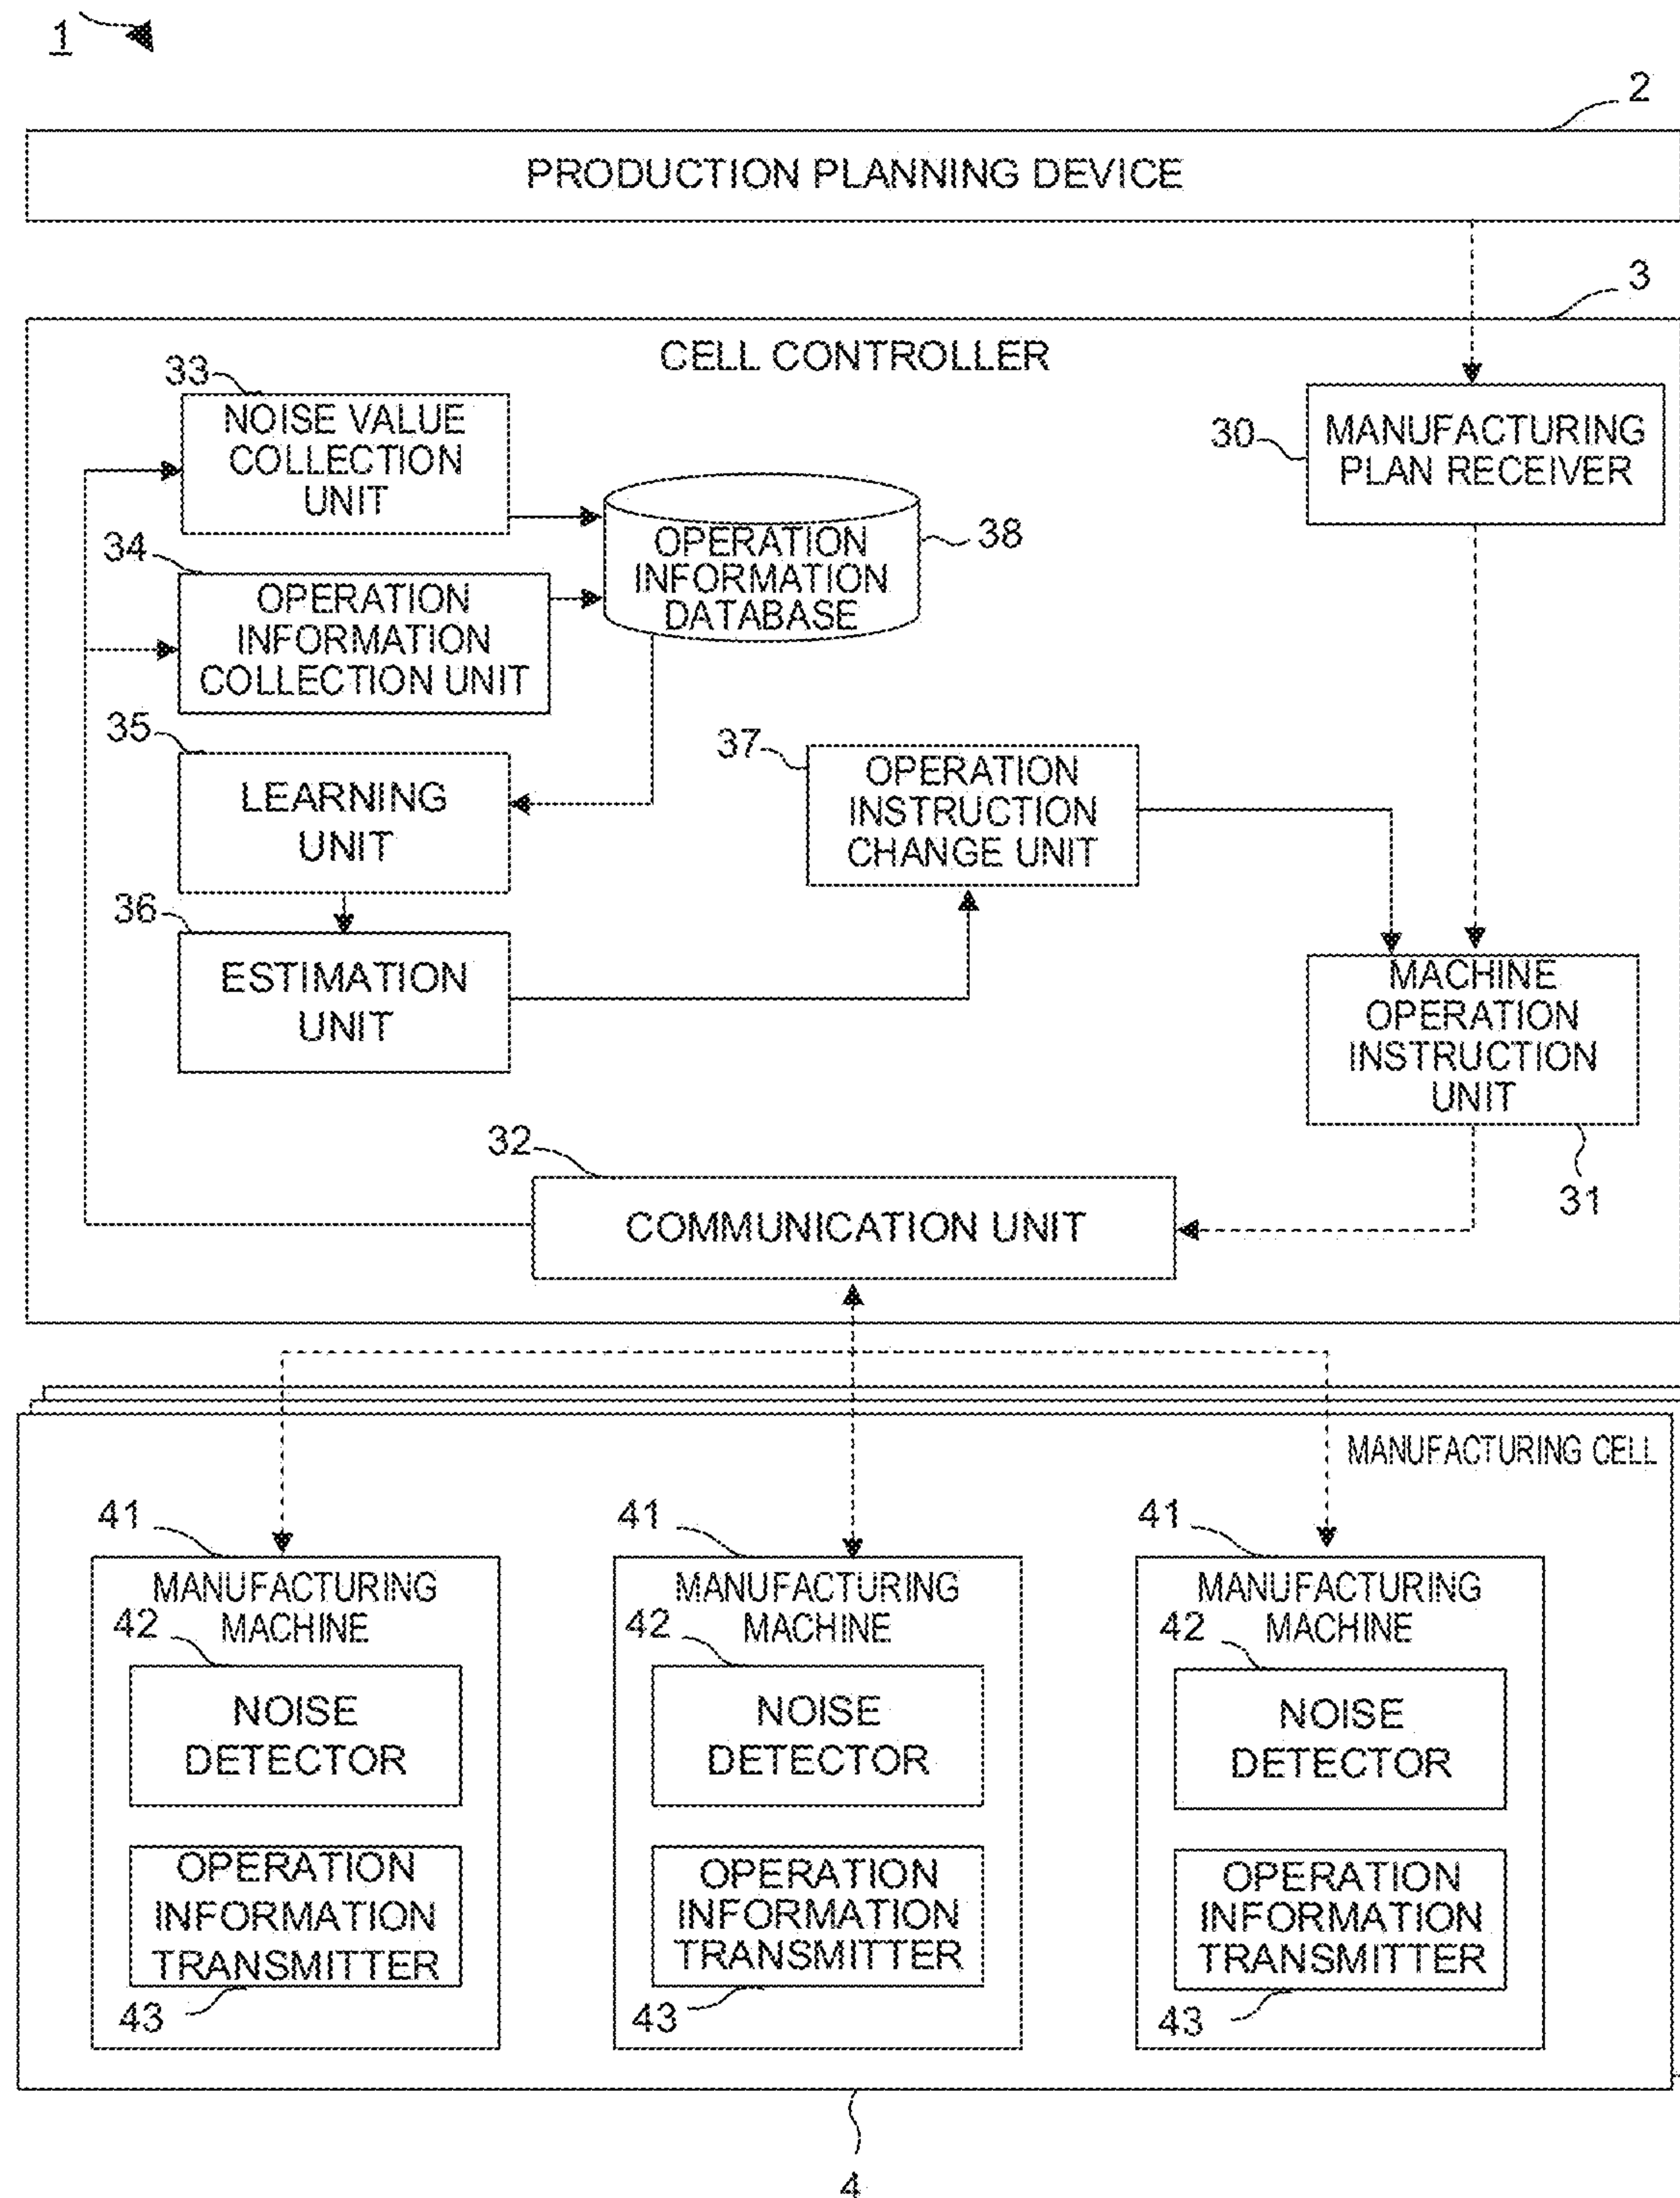 1
2
PRODUCTION PLANNING DEVICE
3
CELL CONTROLLER
33
NOISE VALUE
COLLECTION
UNIT
30
MANUFACTURING
PLAN RECEIVER
34
OPERATION
INFORMATION
COLLECTION UNIT
OPERATION
INFORMATION
DATABASE
38
35
LEARNING
UNIT
37
OPERATION
INSTRUCTION
CHANGE UNIT
36
ESTIMATION
UNIT
MACHINE
OPERATION
INSTRUCTION
UNIT
31
32
COMMUNICATION UNIT
MANUFACTURING CELL
41
MANUFACTURING
MACHINE
42
NOISE
DETECTOR
OPERATION
INFORMATION
TRANSMITTER
43
41
MANUFACTURING
MACHINE
42
NOISE
DETECTOR
OPERATION
INFORMATION
TRANSMITTER
43
41
MANUFACTURING
MACHINE
42
NOISE
DETECTOR
OPERATION
INFORMATION
TRANSMITTER
43
4